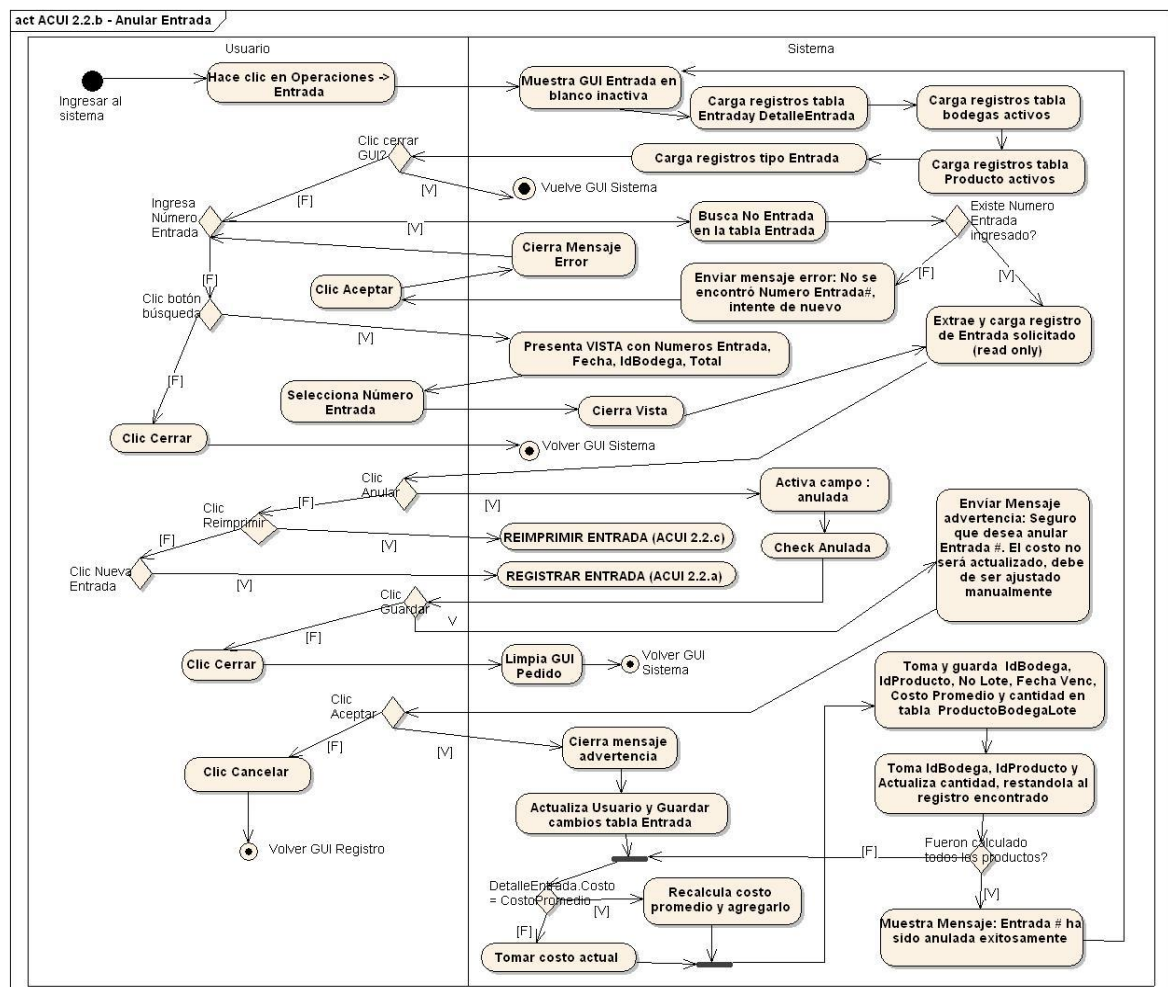 act ACUI 2.2.b - Anular Entrada
Usuario
Sistema
Ingresar al
sistema
Hace clic en Operaciones ->
Entrada
Muestra GUI Entrada en
blanco inactiva
Carga registros tabla
Entraday DetalleEntrada
Carga registros tabla
bodegas activos
Carga registros tabla
Producto activos
Carga registros tipo Entrada
Clic cerrar
GUI?
[V]
[F]
Vuelve GUI Sistema
Ingresa
Número
Entrada
[V]
[F]
Busca No Entrada
en la tabla Entrada
Existe Numero
Entrada
ingresado?
[F]
[V]
Cierra Mensaje
Error
Clic Aceptar
Enviar mensaje error: No se
encontró Numero Entrada#,
intente de nuevo
Extrae y carga registro
de Entrada solicitado
(read only)
Clic botón
búsqueda
[V]
[F]
Presenta VISTA con Numeros Entrada,
Fecha, IdBodega, Total
Selecciona Número
Entrada
Cierra Vista
Clic Cerrar
Volver GUI Sistema
Clic
Anular
[F]
[V]
Activa campo :
anulada
Check Anulada
Clic
Reimprimir
[F]
[V]
REIMPRIMIR ENTRADA (ACUI 2.2.c)
Clic Nueva
Entrada
[V]
REGISTRAR ENTRADA (ACUI 2.2.a)
Envíar Mensaje
advertencia: Seguro
que desea anular
Entrada #. El costo no
será actualizado, debe
de ser ajustado
manualmente
Clic
Guardar
V
[F]
Clic Cerrar
Limpia GUI
Pedido
Volver GUI
Sistema
Clic
Aceptar
[F]
[V]
Clic Cancelar
Volver GUI Registro
Cierra mensaje
advertencia
Actualiza Usuario y Guardar
cambios tabla Entrada
Toma y guarda IdBodega,
IdProducto, No Lote, Fecha Venc,
Costo Promedio y cantidad en
tabla ProductoBodegaLote
Toma IdBodega, IdProducto y
Actualiza cantidad, restandola al
registro encontrado
Fueron calculado
todos los productos?
[F]
[V]
DetalleEntrada.Costo
= CostoPromedio
[V]
[F]
Recalcula costo
promedio y agregarlo
Tomar costo actual
Muestra Mensaje: Entrada # ha
sido anulada exitosamente